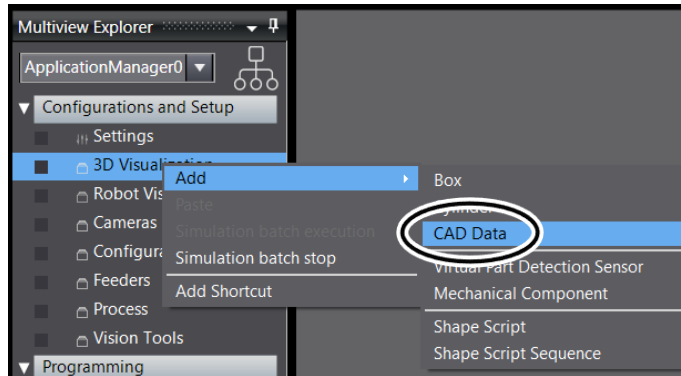 Multiview Explorer
ApplicationManager0
Configurations and Setup
Settings
3D Visualization
Robot Vis
Cameras
Configura
Feeders
Process
Vision Tools
Programming
Add
Paste
Simulation batch execution
Simulation batch stop
Add Shortcut
Box
Cylinder
CAD Data
Virtual Part Detection Sensor
Mechanical Component
Shape Script
Shape Script Sequence